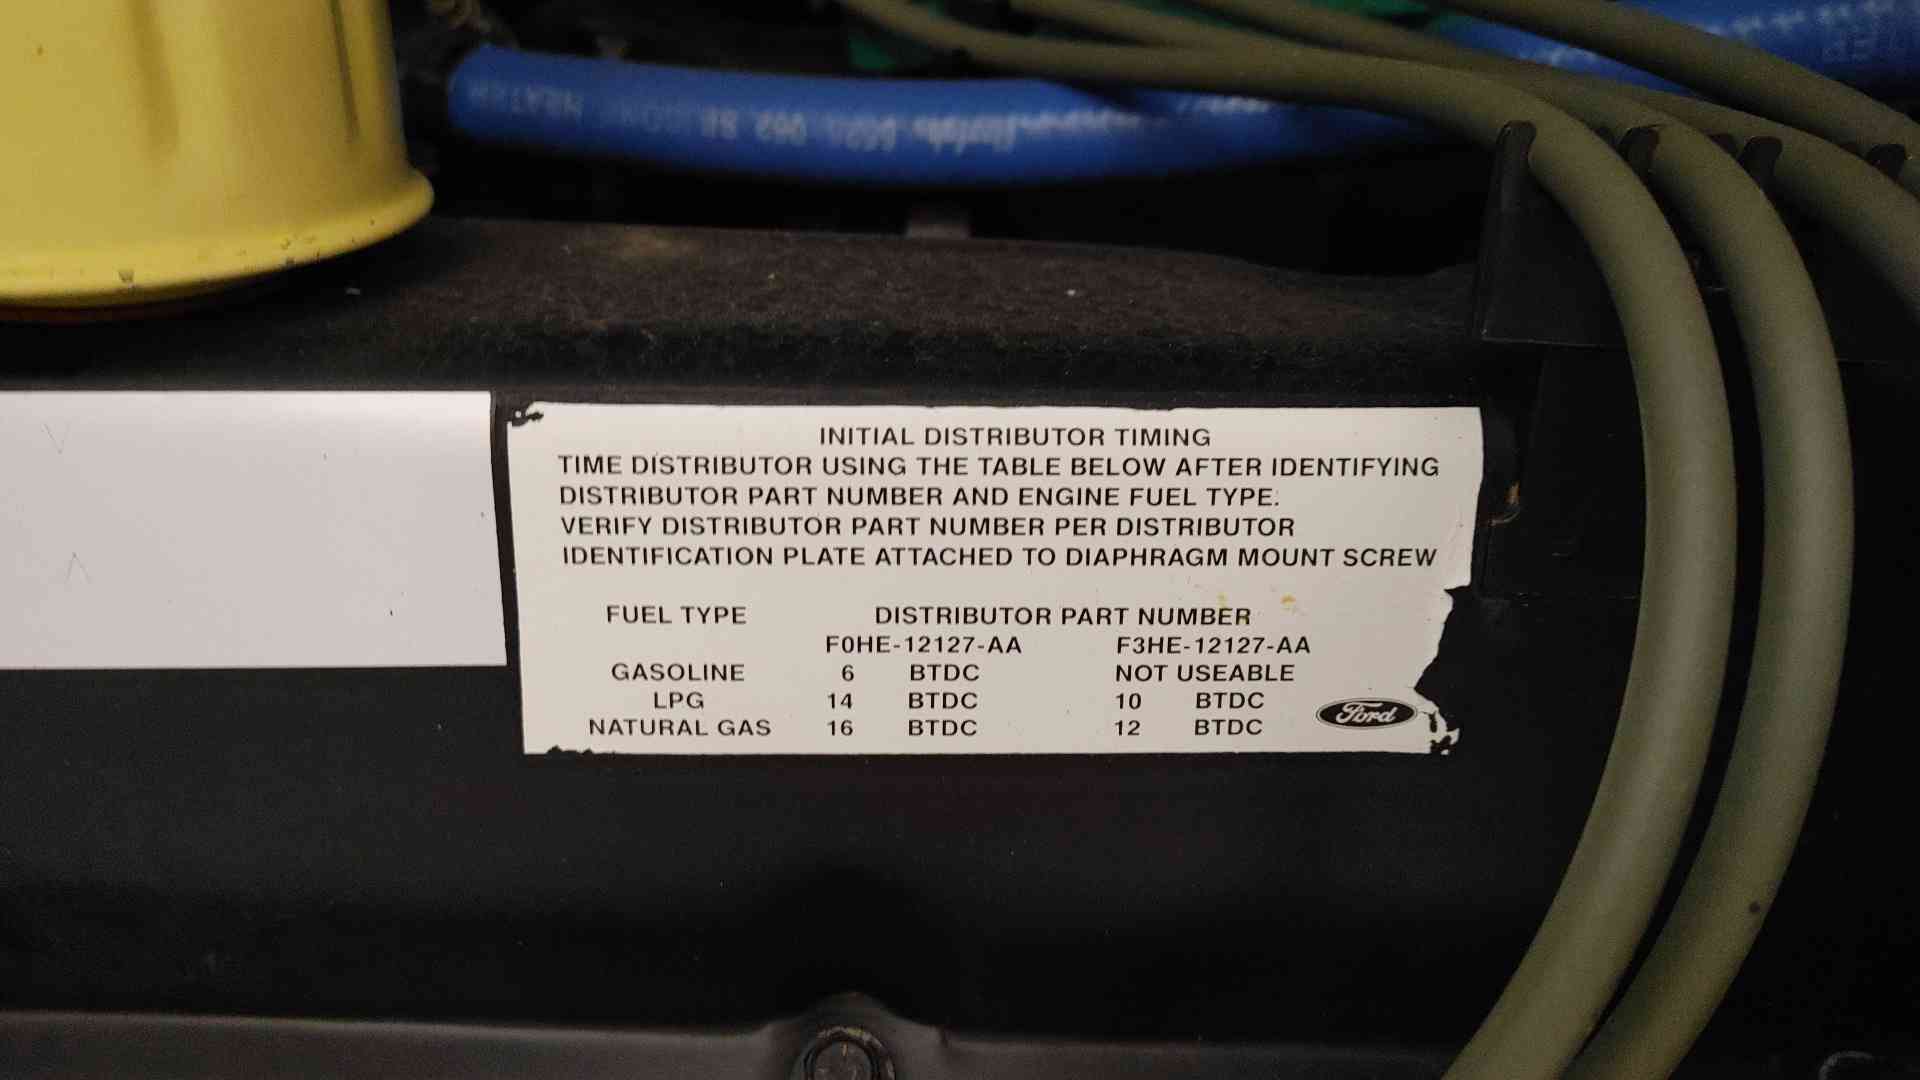 INITIAL DISTRIBUTOR TIMING
TIME DISTRIBUTOR USING THE TABLE BELOW AFTER IDENTIFYING
DISTRIBUTOR PART NUMBER AND ENGINE FUEL TYPE.
VERIFY DISTRIBUTOR PART NUMBER PER DISTRIBUTOR
IDENTIFICATION PLATE ATTACHED TO DIAPHRAGM MOUNT SCREW
FUEL TYPE DISTRIBUTOR PART NUMBER
F0HE-12127-AA F3HE-12127-AA
GASOLINE 6 BTDC NOT USEABLE
LPG 14 BTDC 10 BTDC
NATURAL GAS 16 BTDC 12 BTDC
Ford
HEATER